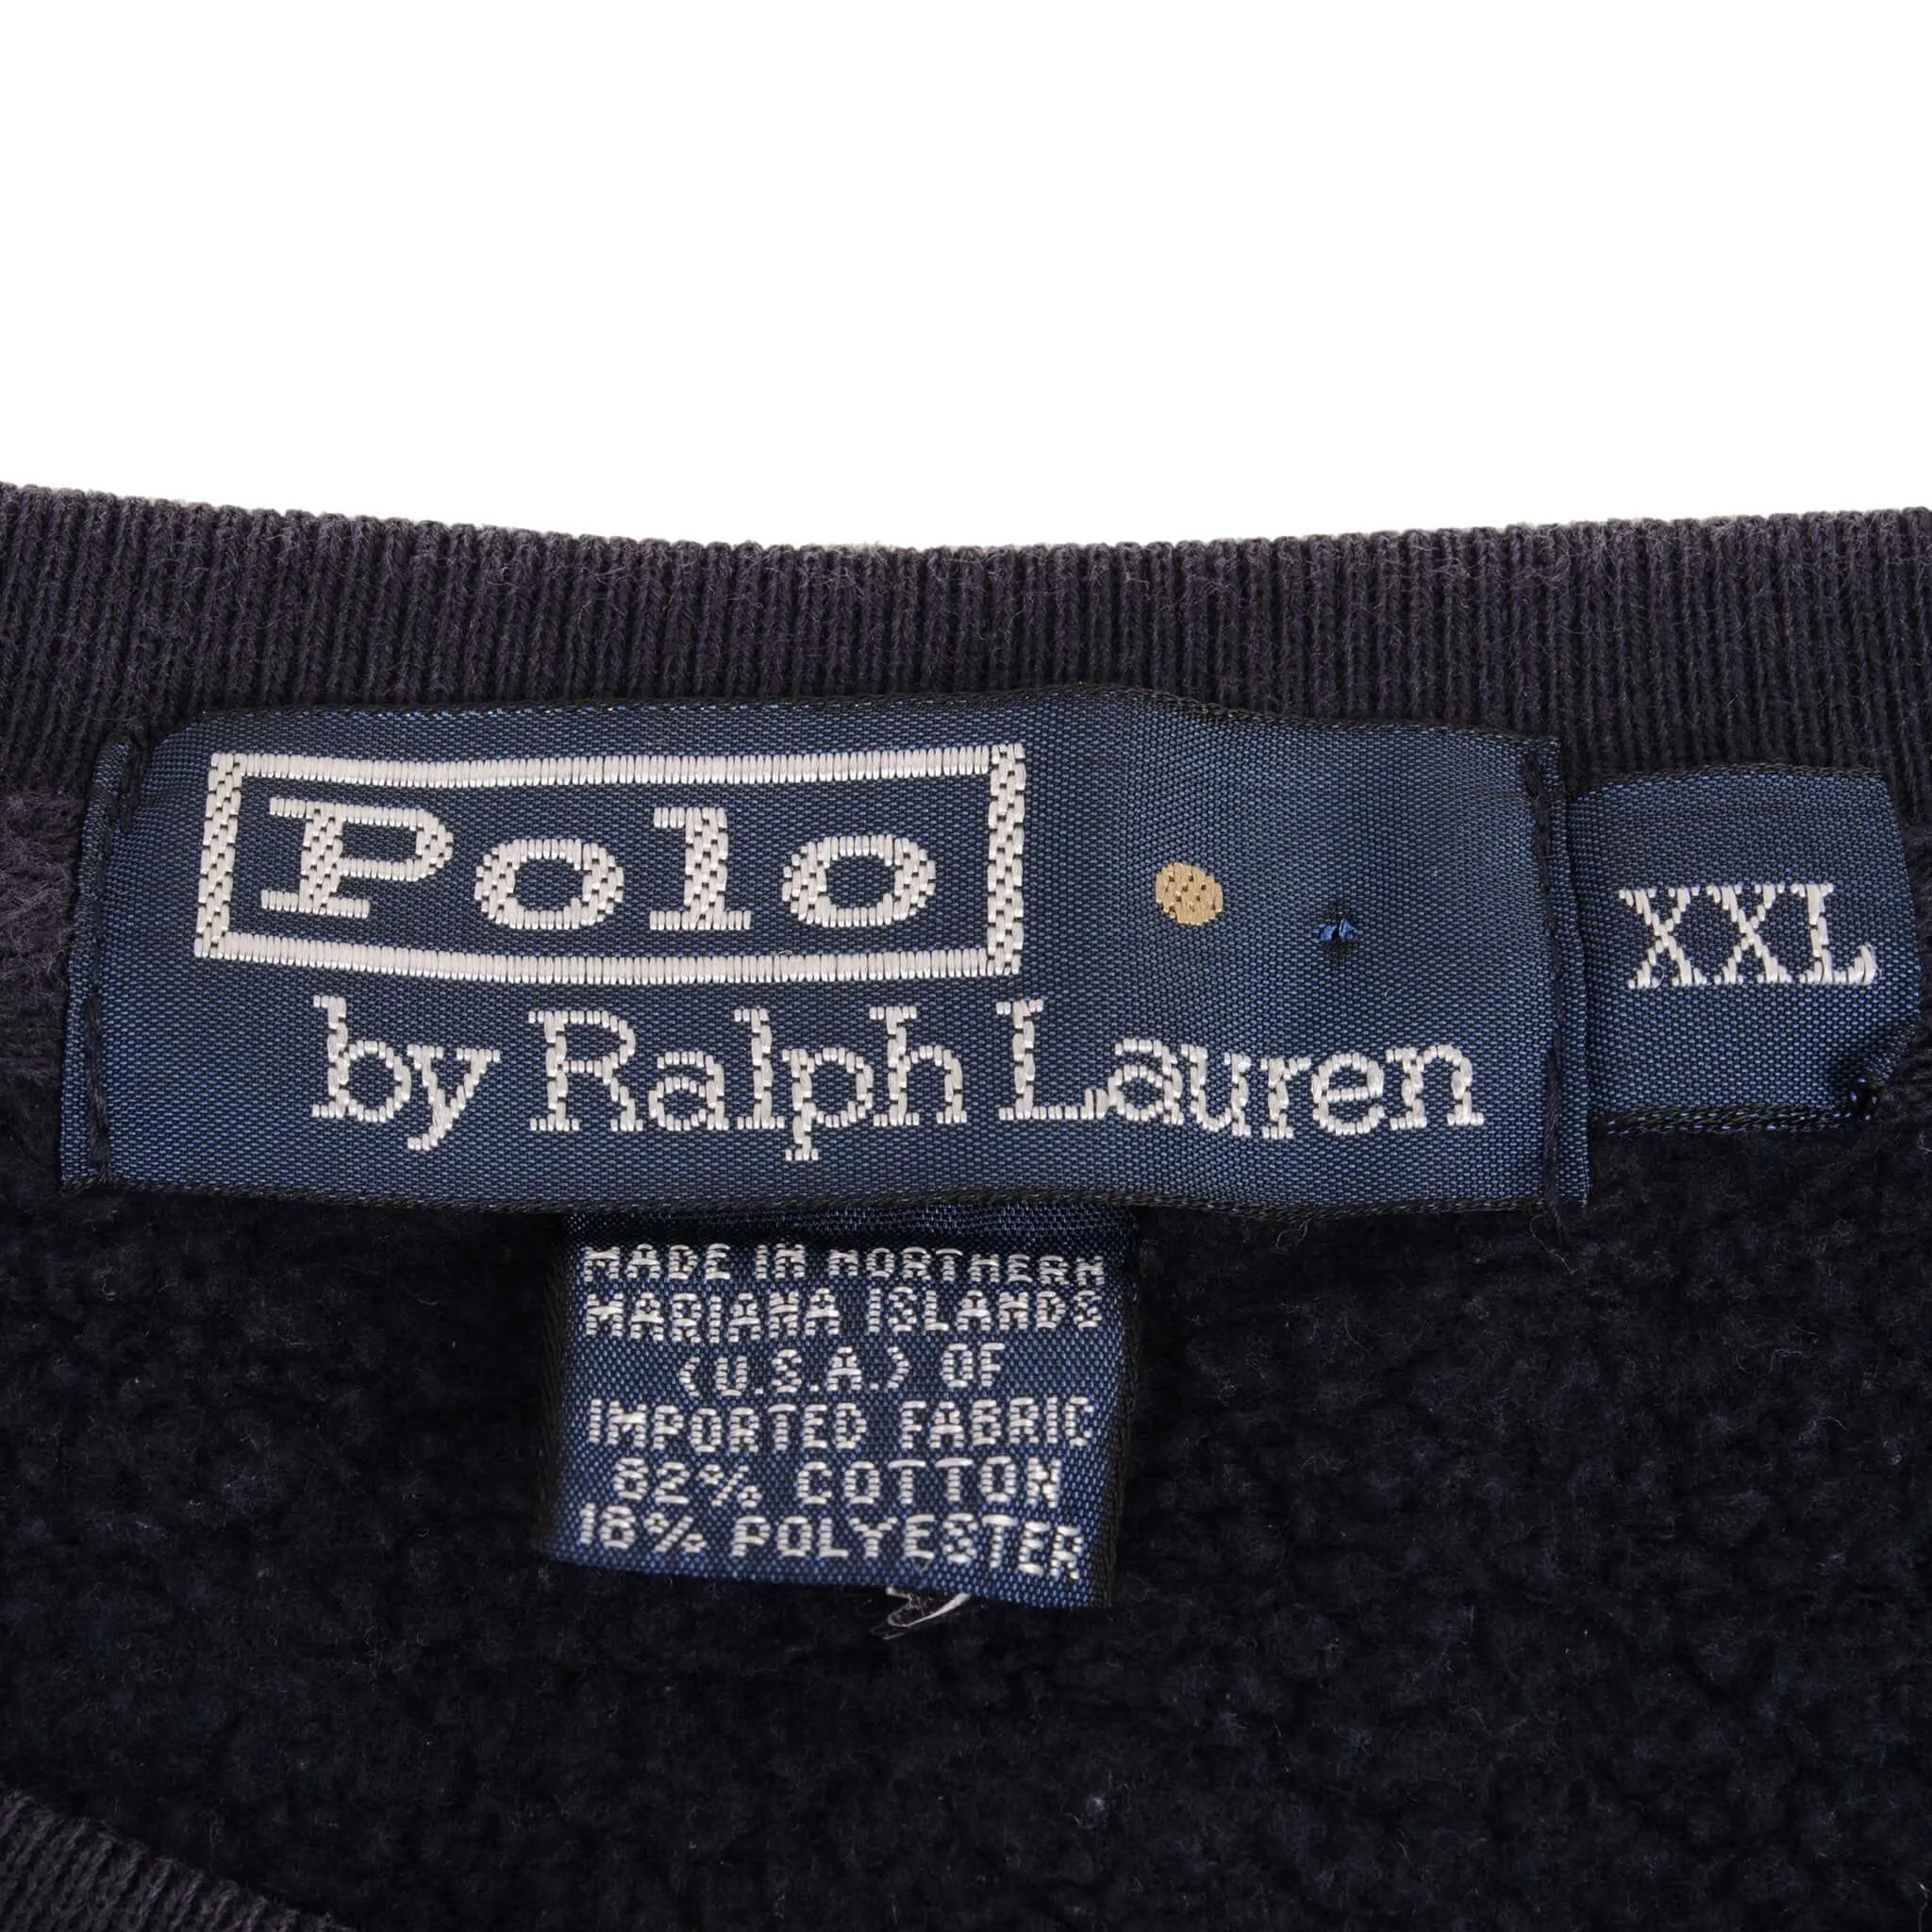 Polo
by Ralph Lauren
XXL
MADE IN NORTHERN
MARIANA ISLANDS
(U.S.A.) OF
IMPORTED FABRIC
82% COTTON
18% POLYESTER